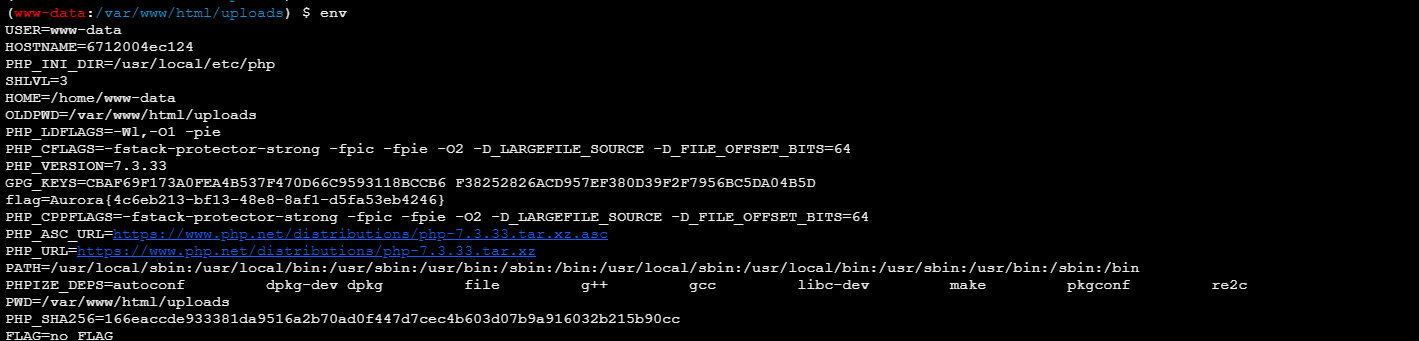 (www-data:/var/www/html/uploads) $ env
USER=www-data
HOSTNAME=6712004ec124
PHP_INI_DIR=/usr/local/etc/php
SHLVL=3
HOME=/home/www-data
OLDPWD=/var/www/html/uploads
PHP_LDFLAGS=-Wl,-O1 -pie
PHP_CFLAGS=-fstack-protector-strong -fpic -fpie -O2 -D_LARGEFILE_SOURCE -D_FILE_OFFSET_BITS=64
PHP_VERSION=7.3.33
GPG_KEYS=CBAF69F173A0FEA4B537F470D66C9593118BCCB6 F38252826ACD957EF380D39F2F7956BC5DA04B5D
flag=Aurora{4c6eb213-bf13-48e8-8af1-d5fa53eb4246}
PHP_CPPFLAGS=-fstack-protector-strong -fpic -fpie -O2 -D_LARGEFILE_SOURCE -D_FILE_OFFSET_BITS=64
PHP_ASC_URL=https://www.php.net/distributions/php-7.3.33.tar.xz.asc
PHP_URL=https://www.php.net/distributions/php-7.3.33.tar.xz
PATH=/usr/local/sbin:/usr/local/bin:/usr/sbin:/usr/bin:/sbin:/bin:/usr/local/sbin:/usr/local/bin:/usr/sbin:/usr/bin:/sbin:/bin
PHPIZE_DEPS=autoconf dpkg-dev dpkg file g++ gcc libc-dev make pkgconf re2c
PWD=/var/www/html/uploads
PHP_SHA256=166eaccde933381da9516a2b70ad0f447d7cec4b603d07b9a916032b215b90cc
FLAG=no_FLAG